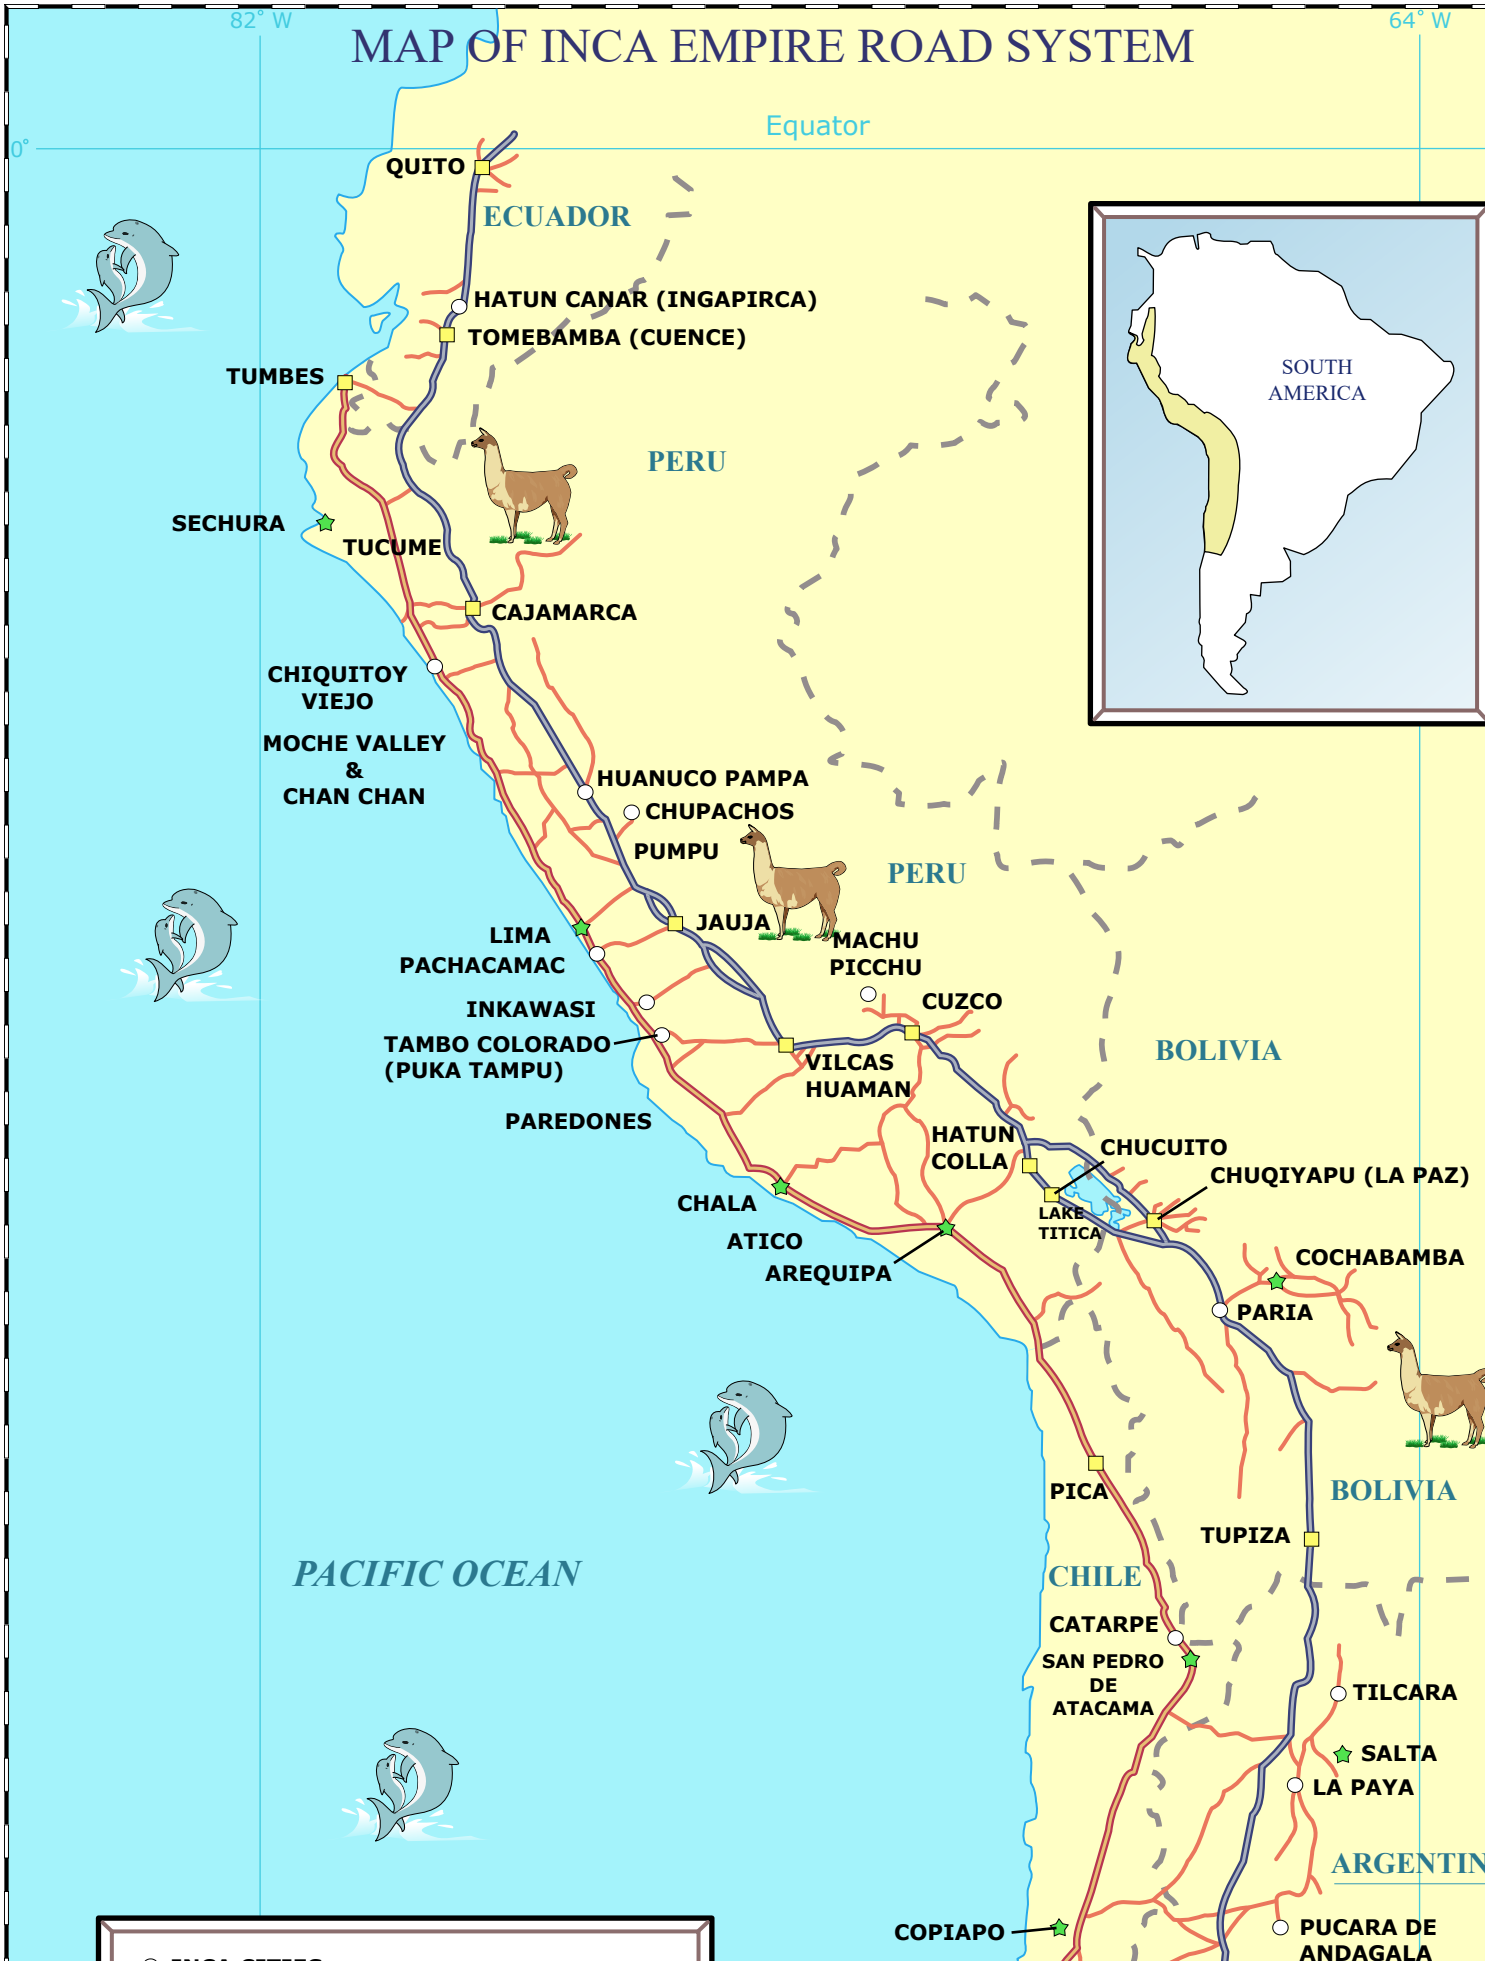 82° W
64° W
MAP OF INCA EMPIRE ROAD SYSTEM
Equator
0°
QUITO
ECUADOR
HATUN CANAR (INGAPIRCA)
TOMEBAMBA (CUENCE)
TUMBES
SOUTH
AMERICA
PERU
SECHURA
TUCUME
CAJAMARCA
CHIQUITOY
VIEJO
MOCHE VALLEY
&
CHAN CHAN
HUANUCO PAMPA
CHUPACHOS
PUMPU
PERU
JAUJA
LIMA
PACHACAMAC
MACHU
PICCHU
CUZCO
INKAWASI
TAMBO COLORADO
(PUKA TAMPU)
BOLIVIA
VILCAS
HUAMAN
PAREDONES
HATUN
COLLA
CHUCUITO
CHUQIYAPU (LA PAZ)
CHALA
LAKE
TITICA
ATICO
AREQUIPA
COCHABAMBA
PARIA
PICA
BOLIVIA
TUPIZA
PACIFIC OCEAN
CHILE
CATARPE
SAN PEDRO
DE
ATACAMA
TILCARA
SALTA
LA PAYA
ARGENTIN
COPIAPO
PUCARA DE
ANDAGALA
INCA CITIES